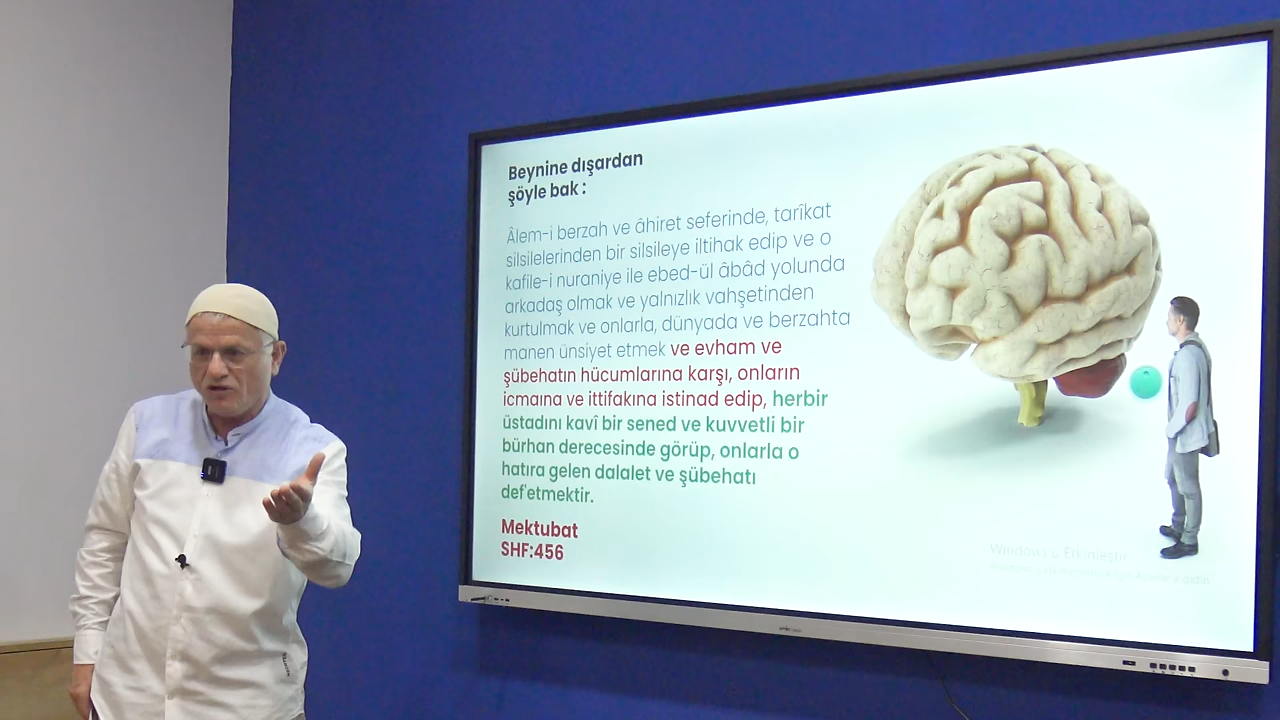 Beynine dışardan
şöyle bak :
Âlem-i berzah ve âhiret seferinde, tarîkat
silsilelerinden bir silsileye iltihak edip ve o
kafile-i nuraniye ile ebed-ül âbâd yolunda
arkadaş olmak ve yalnızlık vahşetinden
kurtulmak ve onlarla, dünyada ve berzahta
manen ünsiyet etmek ve evham ve
şübehatın hücumlarına karşı, onların
icmaına ve ittifakına istinad edip, herbir
üstadını kavî bir sened ve kuvvetli bir
bürhan derecesinde görüp, onlarla o
hatıra gelen dalalet ve şübehatı
def'etmektir.
Mektubat
SHF:456
Windows'u Etkinleştir